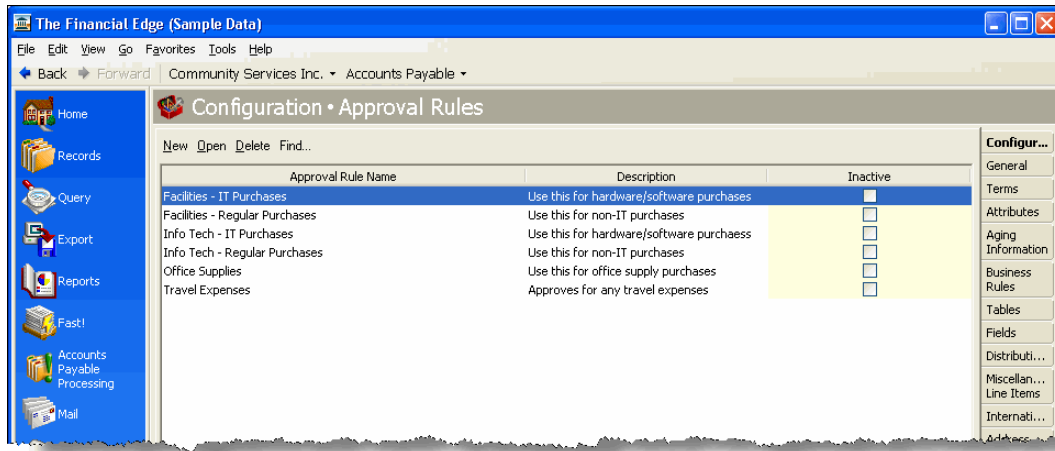 The Financial Edge (Sample Data)
File Edit View Go Favorites Tools Help
Back Forward Community Services Inc. Accounts Payable
Home
Records
Query
Export
Reports
Fast!
Accounts
Payable
Processing
Mail
Configuration • Approval Rules
New Open Delete Find...
Approval Rule Name Description Inactive
Facilities - IT Purchases Use this for hardware/software purchases
Facilities - Regular Purchases Use this for non-IT purchases
Info Tech - IT Purchases Use this for hardware/software purchaess
Info Tech - Regular Purchases Use this for non-IT purchases
Office Supplies Use this for office supply purchases
Travel Expenses Approves for any travel expenses
Configur...
General
Terms
Attributes
Aging
Information
Business
Rules
Tables
Fields
Distributi...
Miscellan...
Line Items
Internati...
Address